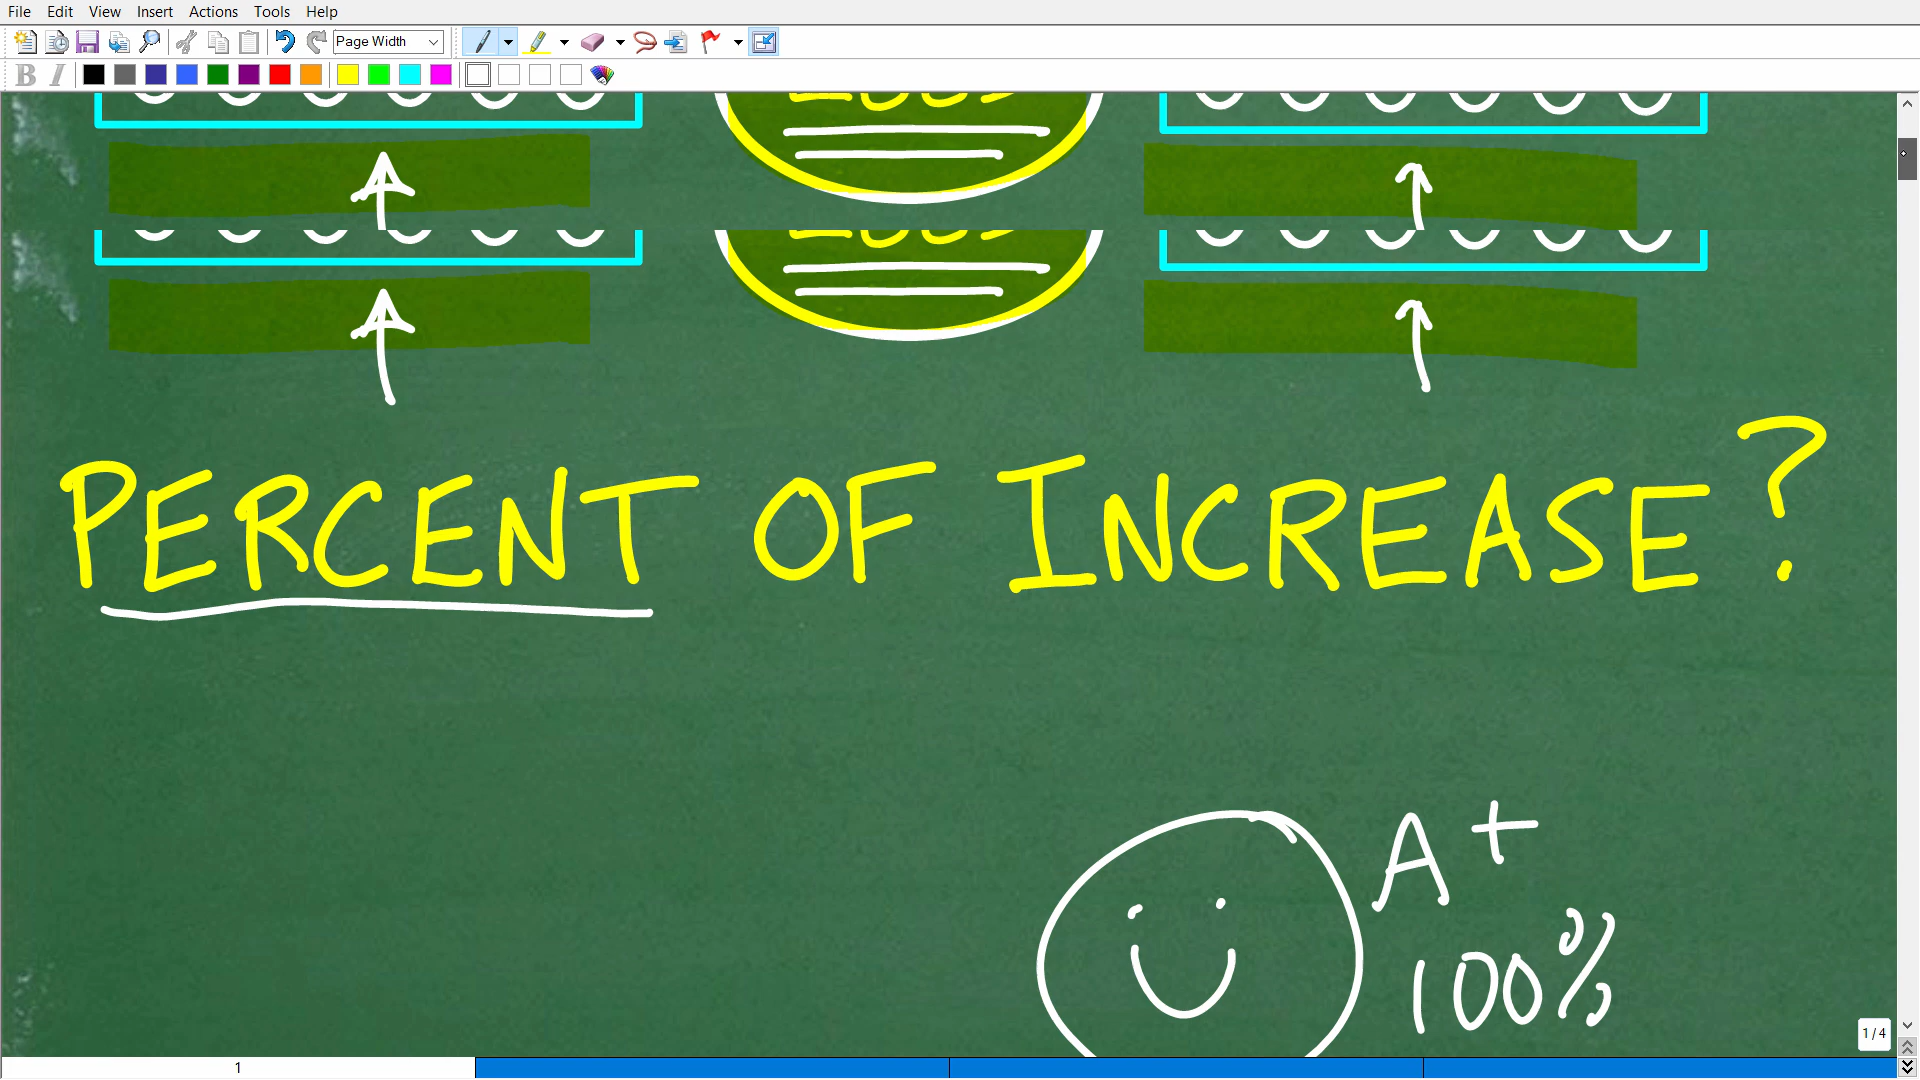 File Edit View Insert Actions Tools Help
Page Width
B I
PERCENT OF INCREASE?
A+
100%
1 / 4
1